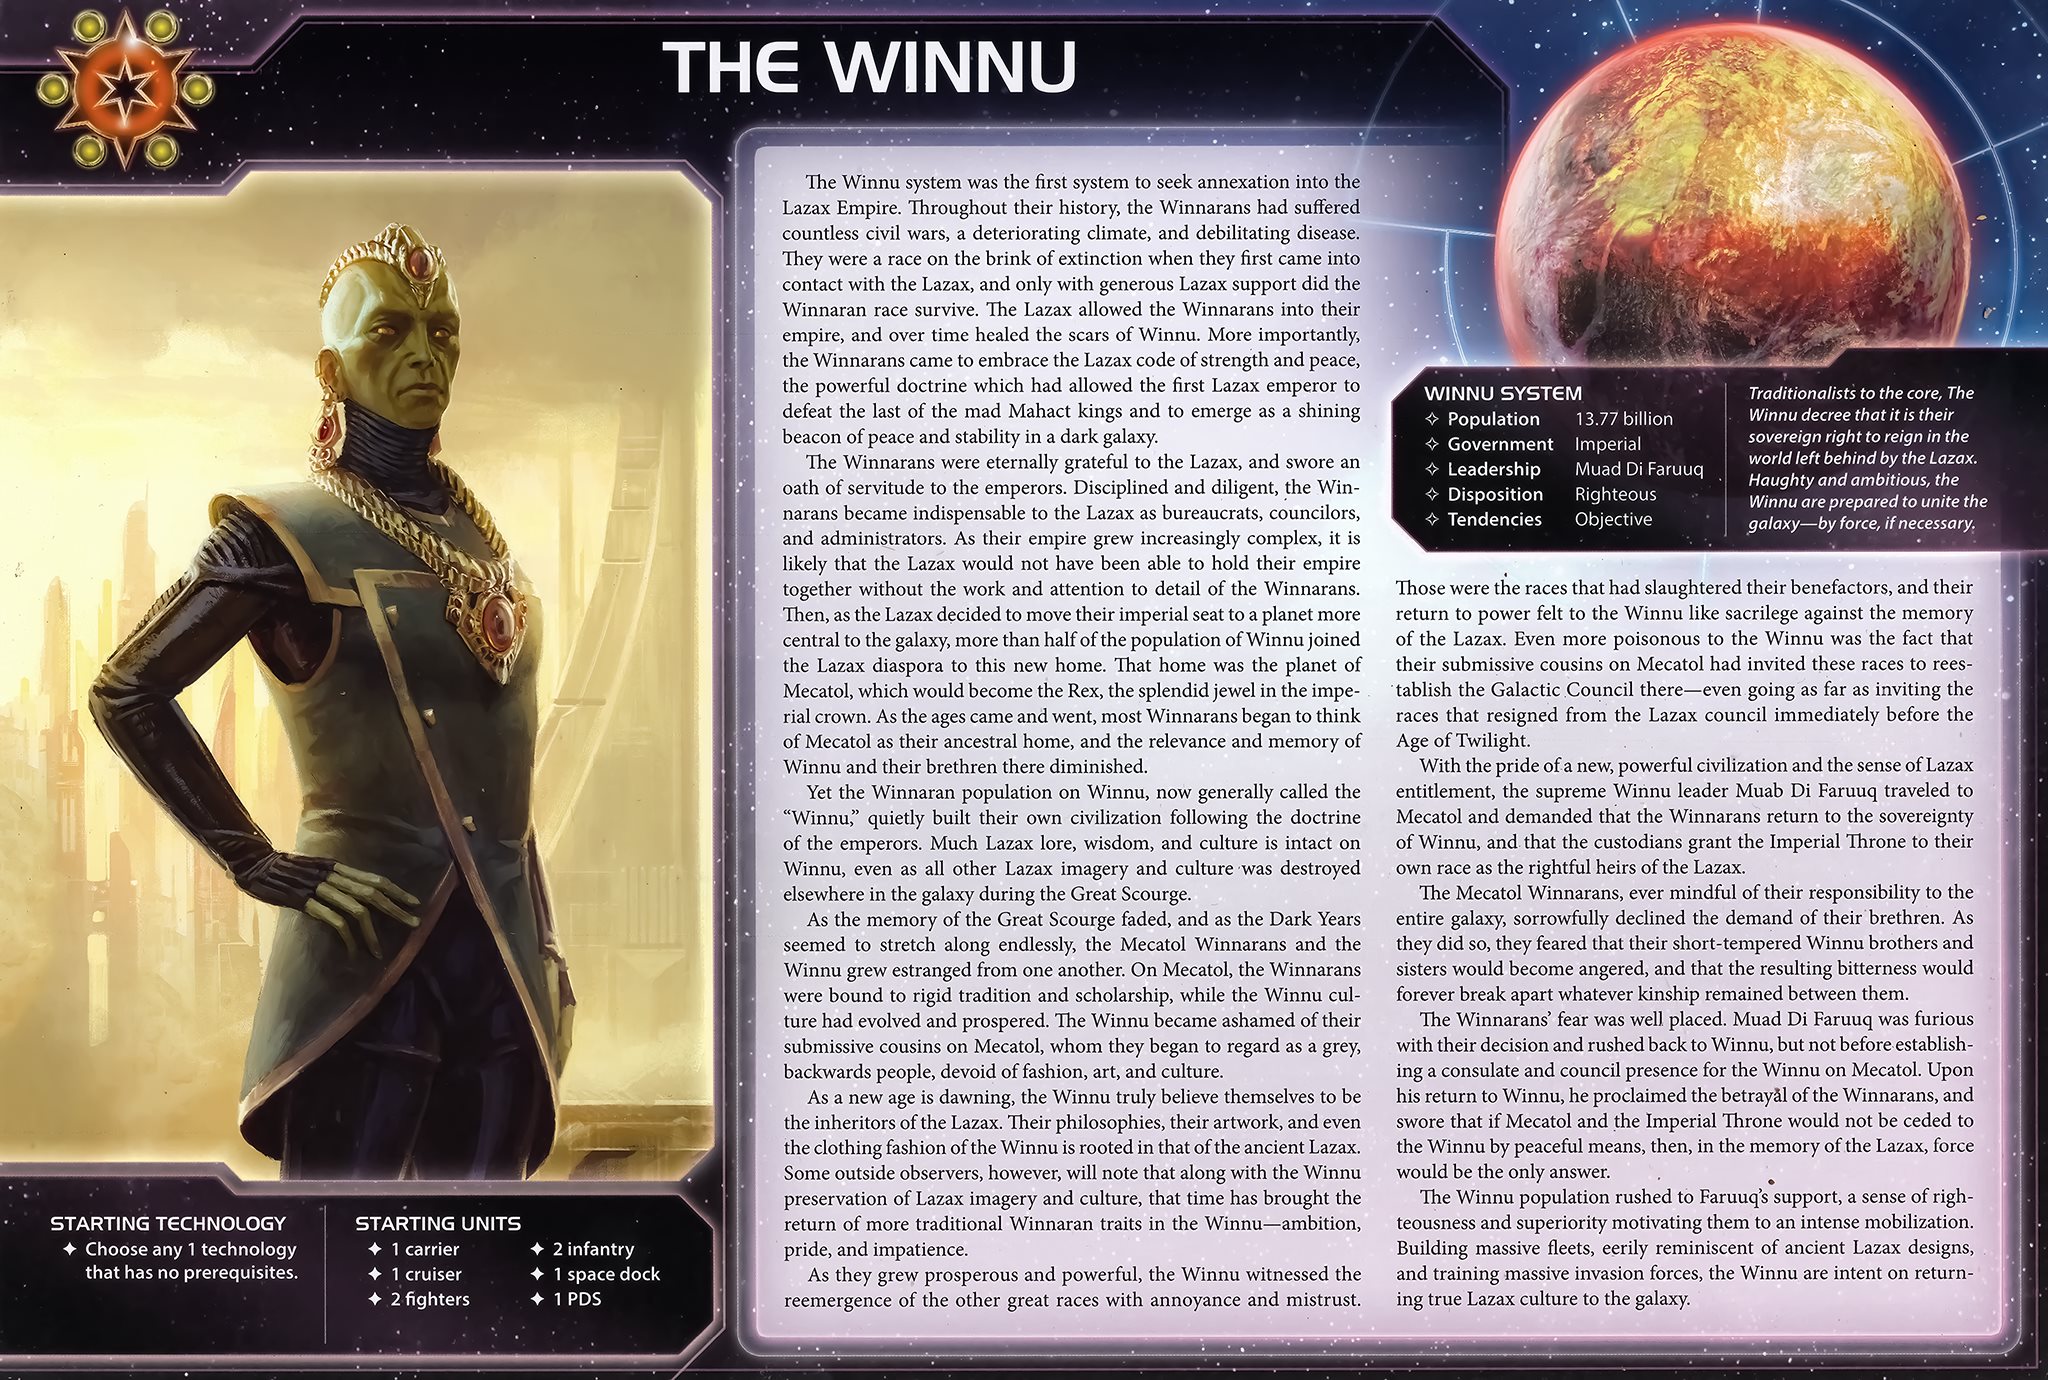 THE WINNU
The Winnu system was the first system to seek annexation into the
Lazax Empire. Throughout their history, the Winnarans had suffered
countless civil wars, a deteriorating climate, and debilitating disease.
They were a race on the brink of extinction when they first came into
contact with the Lazax, and only with generous Lazax support did the
Winnaran race survive. The Lazax allowed the Winnarans into their
empire, and over time healed the scars of Winnu. More importantly,
the Winnarans came to embrace the Lazax code of strength and peace,
the powerful doctrine which had allowed the first Lazax emperor to
defeat the last of the mad Mahact kings and to emerge as a shining
beacon of peace and stability in a dark galaxy.
The Winnarans were eternally grateful to the Lazax, and swore an
oath of servitude to the emperors. Disciplined and diligent, the Win-
narans became indispensable to the Lazax as bureaucrats, councilors,
and administrators. As their empire grew increasingly complex, it is
likely that the Lazax would not have been able to hold their empire
together without the work and attention to detail of the Winnarans.
Then, as the Lazax decided to move their imperial seat to a planet more
central to the galaxy, more than half of the population of Winnu joined
the Lazax diaspora to this new home. That home was the planet of
Mecatol, which would become the Rex, the splendid jewel in the impe-
rial crown. As the ages came and went, most Winnarans began to think
of Mecatol as their ancestral home, and the relevance and memory of
Winnu and their brethren there diminished.
Yet the Winnaran population on Winnu, now generally called the
“Winnu,” quietly built their own civilization following the doctrine
of the emperors. Much Lazax lore, wisdom, and culture is intact on
Winnu, even as all other Lazax imagery and culture was destroyed
elsewhere in the galaxy during the Great Scourge.
As the memory of the Great Scourge faded, and as the Dark Years
seemed to stretch along endlessly, the Mecatol Winnarans and the
Winnu grew estranged from one another. On Mecatol, the Winnarans
were bound to rigid tradition and scholarship, while the Winnu cul-
ture had evolved and prospered. The Winnu became ashamed of their
submissive cousins on Mecatol, whom they began to regard as a grey,
backwards people, devoid of fashion, art, and culture.
As a new age is dawning, the Winnu truly believe themselves to be
the inheritors of the Lazax. Their philosophies, their artwork, and even
the clothing fashion of the Winnu is rooted in that of the ancient Lazax.
Some outside observers, however, will note that along with the Winnu
preservation of Lazax imagery and culture, that time has brought the
return of more traditional Winnaran traits in the Winnu—ambition,
pride, and impatience.
As they grew prosperous and powerful, the Winnu witnessed the
reemergence of the other great races with annoyance and mistrust.
WINNU SYSTEM
Population 13.77 billion
Government Imperial
Leadership Muad Di Faruuq
Disposition Righteous
Tendencies Objective
Traditionalists to the core, The
Winnu decree that it is their
sovereign right to reign in the
world left behind by the Lazax.
Haughty and ambitious, the
Winnu are prepared to unite the
galaxy—by force, if necessary.
Those were the races that had slaughtered their benefactors, and their
return to power felt to the Winnu like sacrilege against the memory
of the Lazax. Even more poisonous to the Winnu was the fact that
their submissive cousins on Mecatol had invited these races to rees-
tablish the Galactic Council there—even going as far as inviting the
races that resigned from the Lazax council immediately before the
Age of Twilight.
With the pride of a new, powerful civilization and the sense of Lazax
entitlement, the supreme Winnu leader Muab Di Faruuq traveled to
Mecatol and demanded that the Winnarans return to the sovereignty
of Winnu, and that the custodians grant the Imperial Throne to their
own race as the rightful heirs of the Lazax.
The Mecatol Winnarans, ever mindful of their responsibility to the
entire galaxy, sorrowfully declined the demand of their brethren. As
they did so, they feared that their short-tempered Winnu brothers and
sisters would become angered, and that the resulting bitterness would
forever break apart whatever kinship remained between them.
The Winnarans’ fear was well placed. Muad Di Faruuq was furious
with their decision and rushed back to Winnu, but not before establish-
ing a consulate and council presence for the Winnu on Mecatol. Upon
his return to Winnu, he proclaimed the betrayal of the Winnarans, and
swore that if Mecatol and the Imperial Throne would not be ceded to
the Winnu by peaceful means, then, in the memory of the Lazax, force
would be the only answer.
The Winnu population rushed to Faruuq’s support, a sense of righ-
teousness and superiority motivating them to an intense mobilization.
Building massive fleets, eerily reminiscent of ancient Lazax designs,
and training massive invasion forces, the Winnu are intent on return-
ing true Lazax culture to the galaxy.
STARTING TECHNOLOGY
Choose any 1 technology
that has no prerequisites.
STARTING UNITS
1 carrier
1 cruiser
2 fighters
2 infantry
1 space dock
1 PDS